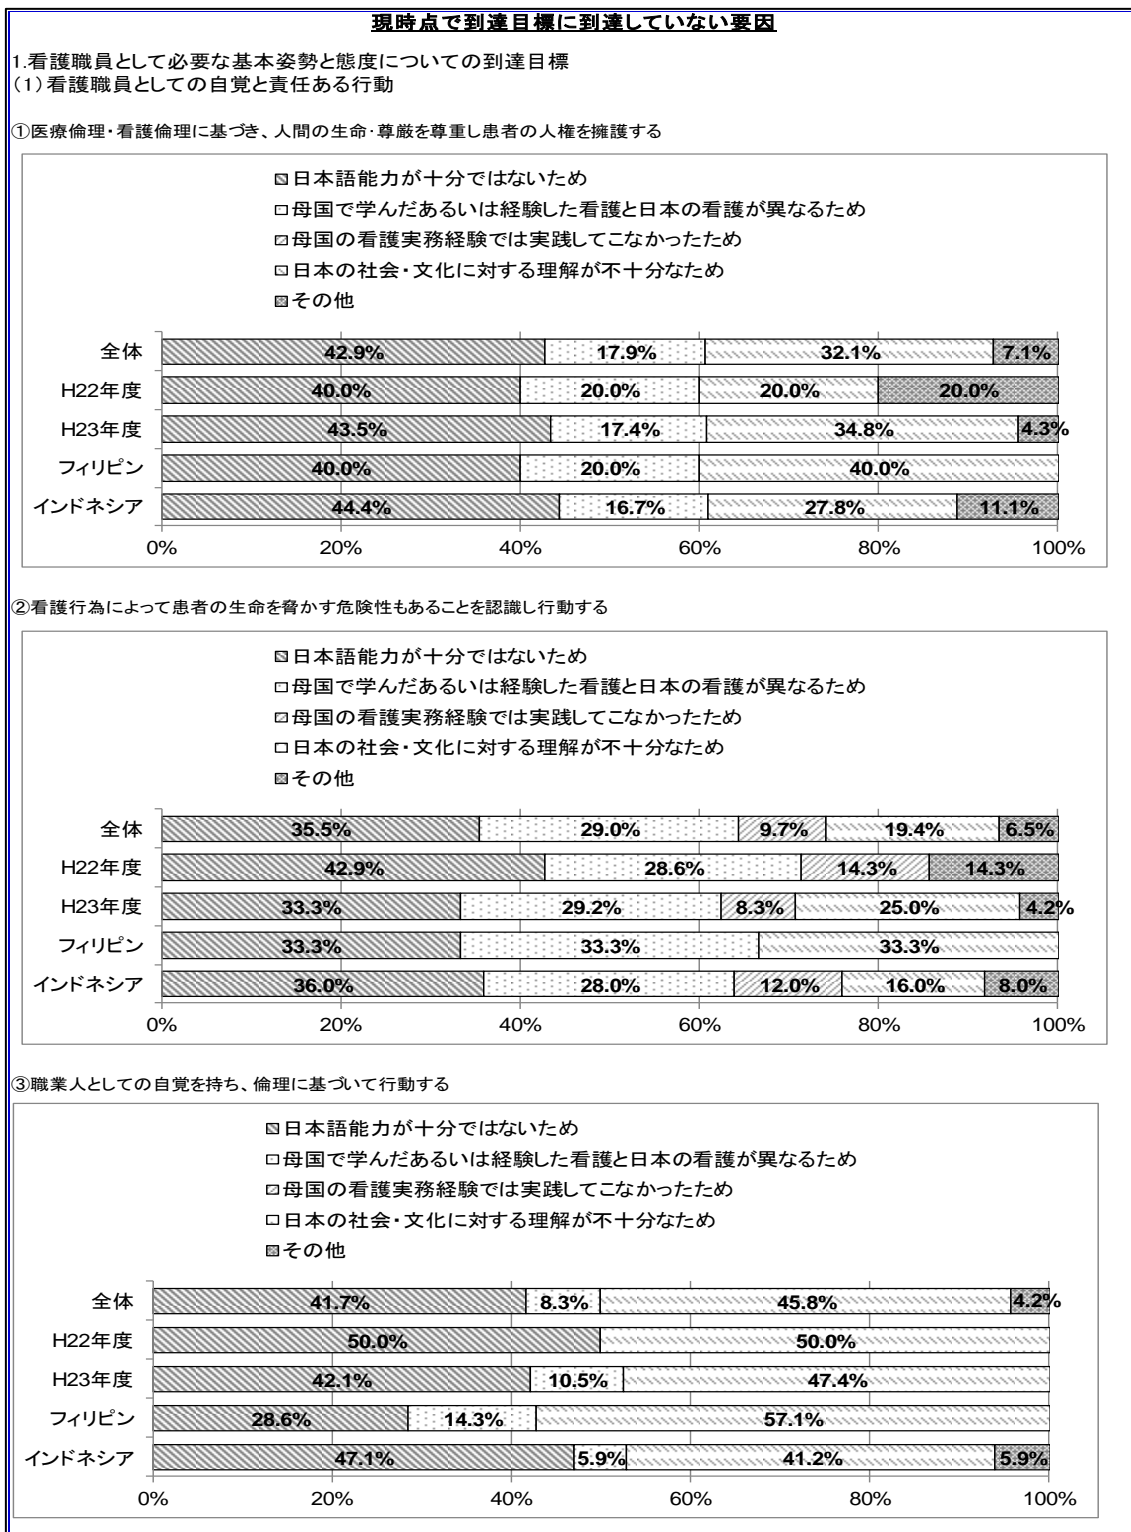 現時点で到達目標に到達していない要因
1.看護職員として必要な基本姿勢と態度についての到達目標
(1)看護職員としての自覚と責任ある行動
①医療倫理・看護倫理に基づき、人間の生命・尊厳を尊重し患者の人権を擁護する
日本語能力が十分ではないため
母国で学んだあるいは経験した看護と日本の看護が異なるため
母国の看護実務経験では実践してこなかったため
日本の社会・文化に対する理解が不十分なため
その他
全体 42.9% 17.9% 32.1% 7.1%
H22年度 40.0% 20.0% 20.0% 20.0%
H23年度 43.5% 17.4% 34.8% 4.3%
フィリピン 40.0% 20.0% 40.0%
インドネシア 44.4% 16.7% 27.8% 11.1%
0% 20% 40% 60% 80% 100%
②看護行為によって患者の生命を脅かす危険性もあることを認識し行動する
日本語能力が十分ではないため
母国で学んだあるいは経験した看護と日本の看護が異なるため
母国の看護実務経験では実践してこなかったため
日本の社会・文化に対する理解が不十分なため
その他
全体 35.5% 29.0% 9.7% 19.4% 6.5%
H22年度 42.9% 28.6% 14.3% 14.3%
H23年度 33.3% 29.2% 8.3% 25.0% 4.2%
フィリピン 33.3% 33.3% 33.3%
インドネシア 36.0% 28.0% 12.0% 16.0% 8.0%
0% 20% 40% 60% 80% 100%
③職業人としての自覚を持ち、倫理に基づいて行動する
日本語能力が十分ではないため
母国で学んだあるいは経験した看護と日本の看護が異なるため
母国の看護実務経験では実践してこなかったため
日本の社会・文化に対する理解が不十分なため
その他
全体 41.7% 8.3% 45.8% 4.2%
H22年度 50.0% 50.0%
H23年度 42.1% 10.5% 47.4%
フィリピン 28.6% 14.3% 57.1%
インドネシア 47.1% 5.9% 41.2% 5.9%
0% 20% 40% 60% 80% 100%